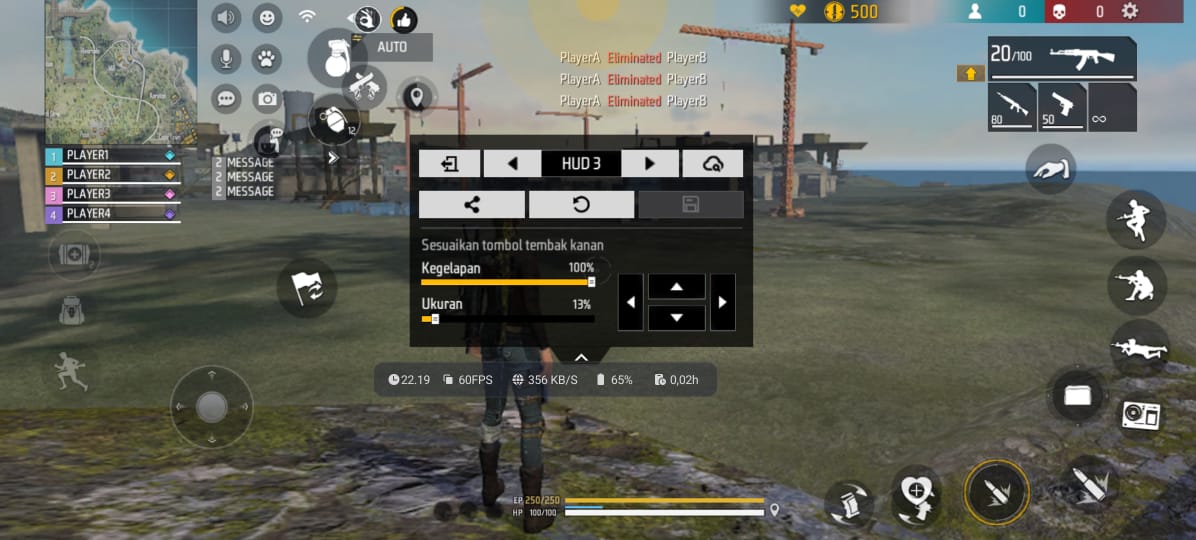 500
0
0
AUTO
PlayerA Eliminated PlayerB
PlayerA Eliminated PlayerB
PlayerA Eliminated PlayerB
20/100
80
50
∞
12
1 PLAYER1
2 PLAYER2
3 PLAYER3
4 PLAYER4
2 MESSAGE
2 MESSAGE
2 MESSAGE
HUD 3
Sesuaikan tombol tembak kanan
Kegelapan 100%
Ukuran 13%
22.19 60FPS 356 KB/S 65% 0,02h
EP 250/250
HP 100/100